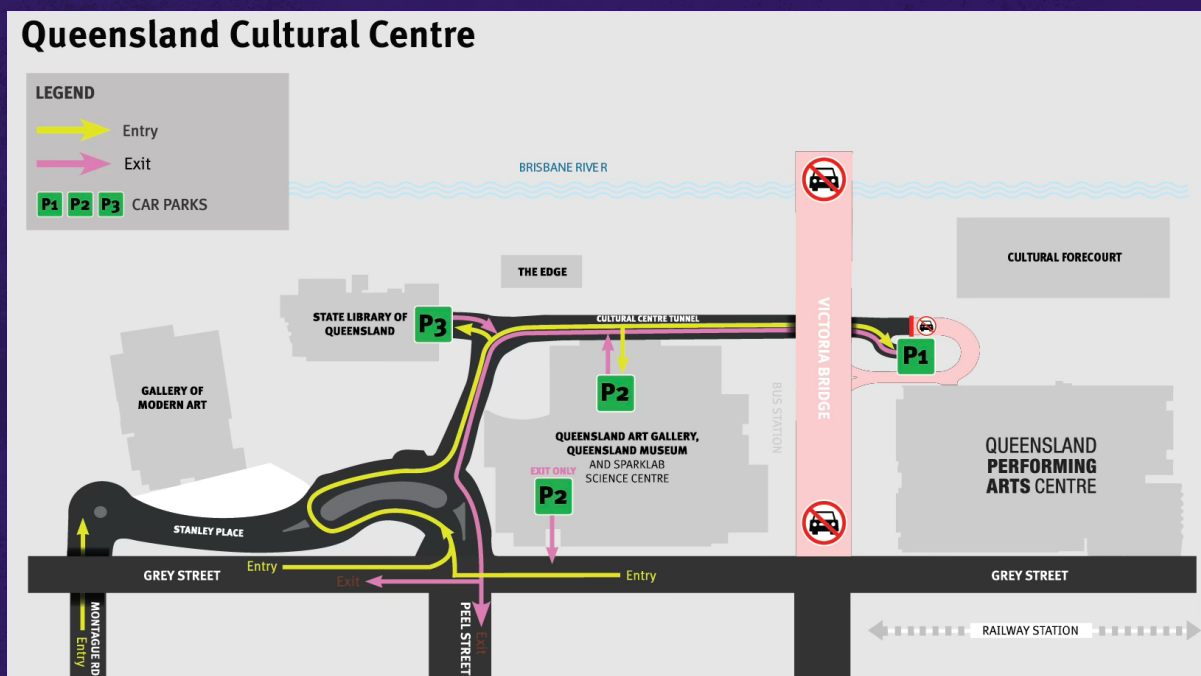 Queensland Cultural Centre
LEGEND
Entry
Exit
P1 P2 P3 CAR PARKS
BRISBANE RIVER
THE EDGE
CULTURAL FORECOURT
STATE LIBRARY OF
QUEENSLAND
P3
CULTURAL CENTRE TUNNEL
VICTORIA BRIDGE
P1
P2
GALLERY OF
MODERN ART
BUS STATION
QUEENSLAND ART GALLERY,
QUEENSLAND MUSEUM
AND SPARKLAB
SCIENCE CENTRE
EXIT ONLY
P2
QUEENSLAND
PERFORMING
ARTS CENTRE
STANLEY PLACE
GREY STREET
Entry
Exit
Entry
GREY STREET
MONTAGUE RD
Entry
PEEL STREET
Exit
RAILWAY STATION